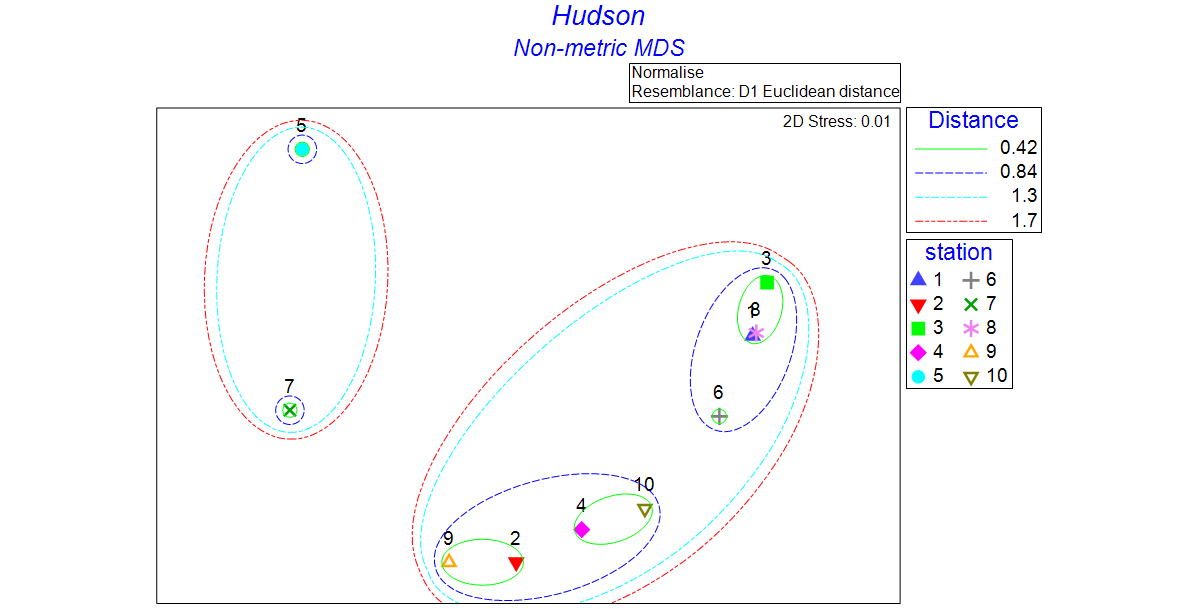 Hudson
Non-metric MDS
Normalise
Resemblance: D1 Euclidean distance
2D Stress: 0.01
Distance
0.42
0.84
1.3
1.7
station
1 6
2 7
3 8
4 9
5 10
5
3
1 8
7
6
10
4
9 2